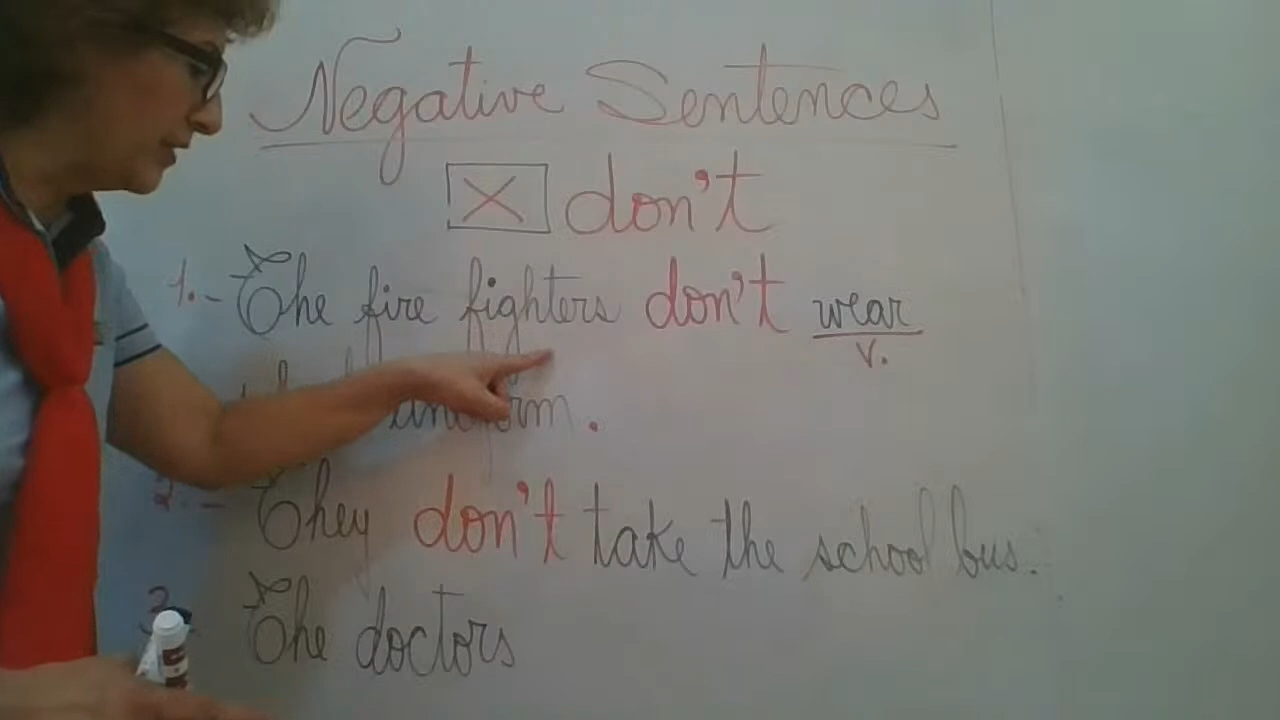 Negative Sentences
X don't
1.- The fire fighters don't wear
v.
uniform.
2.- They don't take the school bus.
3 The doctors